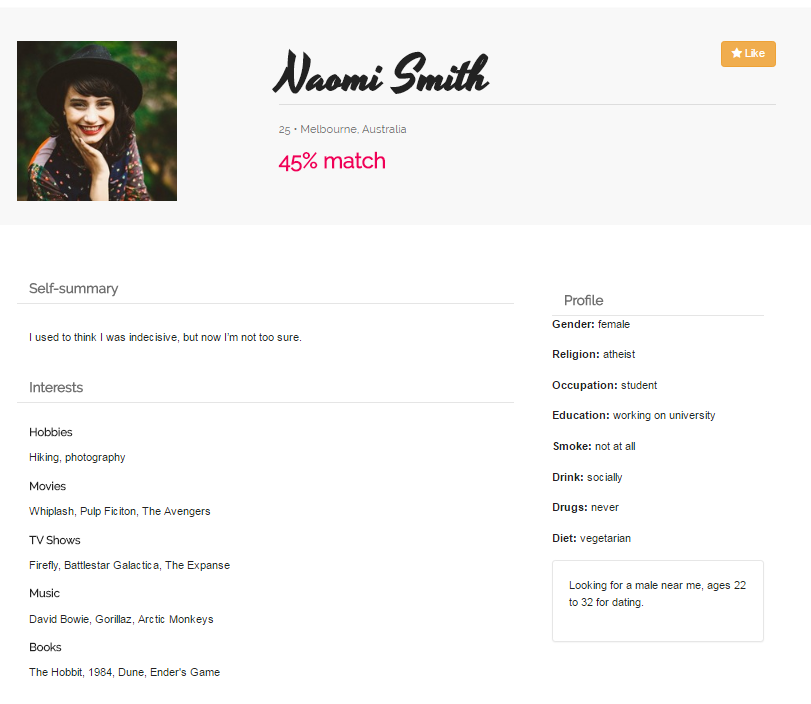 Naomi Smith
★ Like
25 • Melbourne, Australia
45% match
Self-summary
I used to think I was indecisive, but now I'm not too sure.
Interests
Hobbies
Hiking, photography
Movies
Whiplash, Pulp Ficiton, The Avengers
TV Shows
Firefly, Battlestar Galactica, The Expanse
Music
David Bowie, Gorillaz, Arctic Monkeys
Books
The Hobbit, 1984, Dune, Ender's Game
Profile
Gender: female
Religion: atheist
Occupation: student
Education: working on university
Smoke: not at all
Drink: socially
Drugs: never
Diet: vegetarian
Looking for a male near me, ages 22
to 32 for dating.